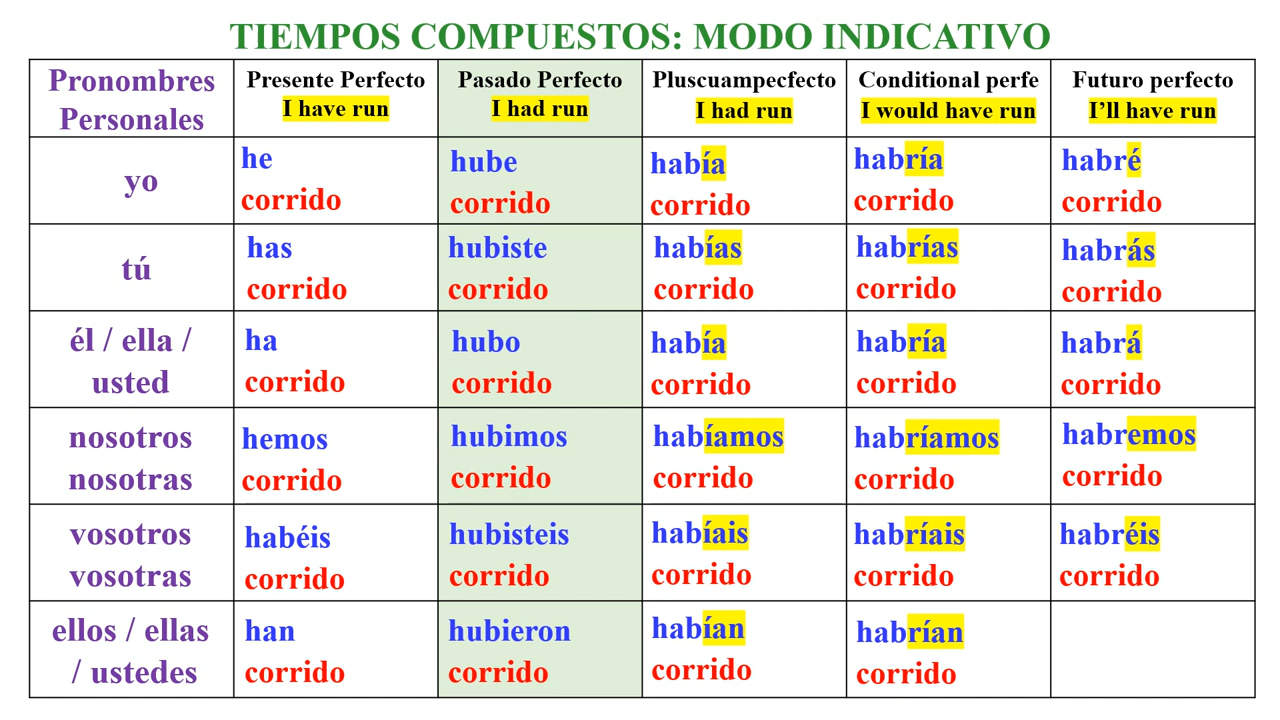 TIEMPOS COMPUESTOS: MODO INDICATIVO
Pronombres
Personales
Presente Perfecto
I have run
Pasado Perfecto
I had run
Pluscuampecfecto
I had run
Conditional perfe
I would have run
Futuro perfecto
I’ll have run
yo
he
corrido
hube
corrido
había
corrido
habría
corrido
habré
corrido
tú
has
corrido
hubiste
corrido
habías
corrido
habrías
corrido
habrás
corrido
él / ella /
usted
ha
corrido
hubo
corrido
había
corrido
habría
corrido
habrá
corrido
nosotros
nosotras
hemos
corrido
hubimos
corrido
habíamos
corrido
habríamos
corrido
habremos
corrido
vosotros
vosotras
habéis
corrido
hubisteis
corrido
habíais
corrido
habríais
corrido
habréis
corrido
ellos / ellas
/ ustedes
han
corrido
hubieron
corrido
habían
corrido
habrían
corrido